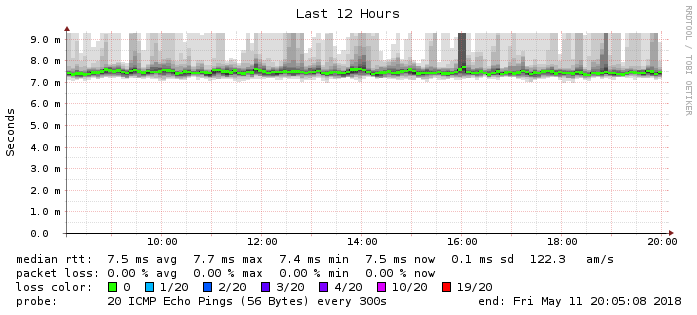 Last 12 Hours
RRDTOOL / TOBI OETIKER
Seconds
9.0 m
8.0 m
7.0 m
6.0 m
5.0 m
4.0 m
3.0 m
2.0 m
1.0 m
0.0
10:00 12:00 14:00 16:00 18:00 20:00
median rtt: 7.5 ms avg 7.7 ms max 7.4 ms min 7.5 ms now 0.1 ms sd 122.3 am/s
packet loss: 0.00 % avg 0.00 % max 0.00 % min 0.00 % now
loss color: 0 1/20 2/20 3/20 4/20 10/20 19/20
probe: 20 ICMP Echo Pings (56 Bytes) every 300s end: Fri May 11 20:05:08 2018